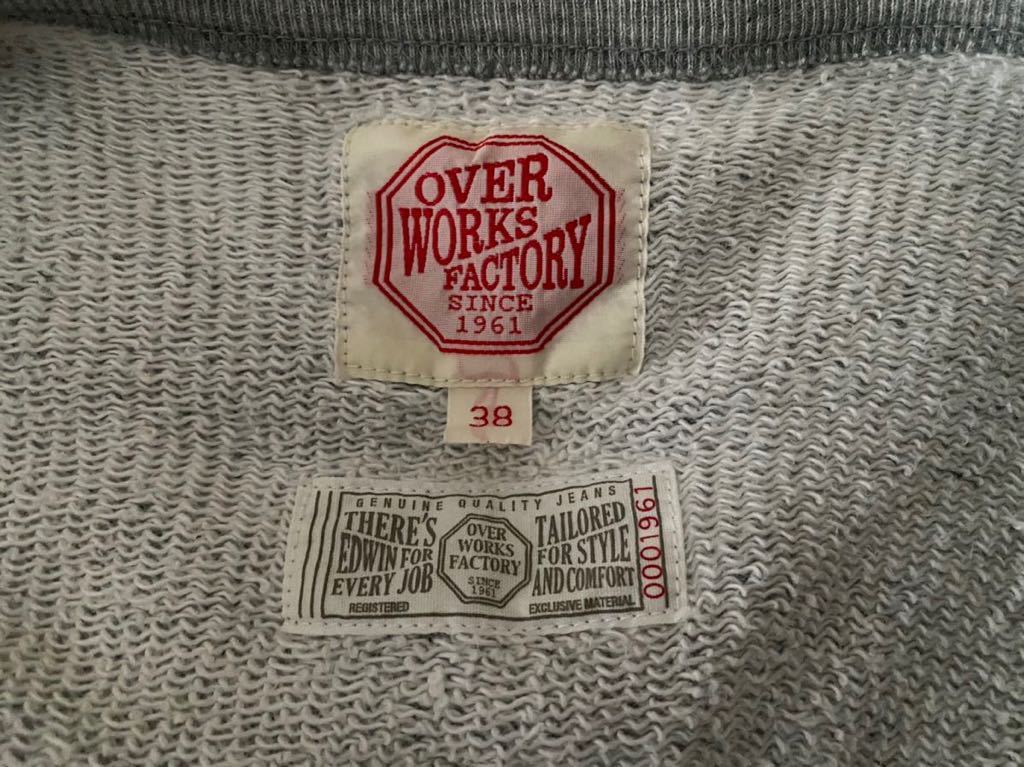 OVER
WORKS
FACTORY
SINCE
1961
38
GENUINE QUALITY JEANS
THERE'S
EDWIN FOR
EVERY JOB
REGISTERED
OVER
WORKS
FACTORY
SINCE
1961
TAILORED
FOR STYLE
AND COMFORT
EXCLUSIVE MATERIAL
0001961